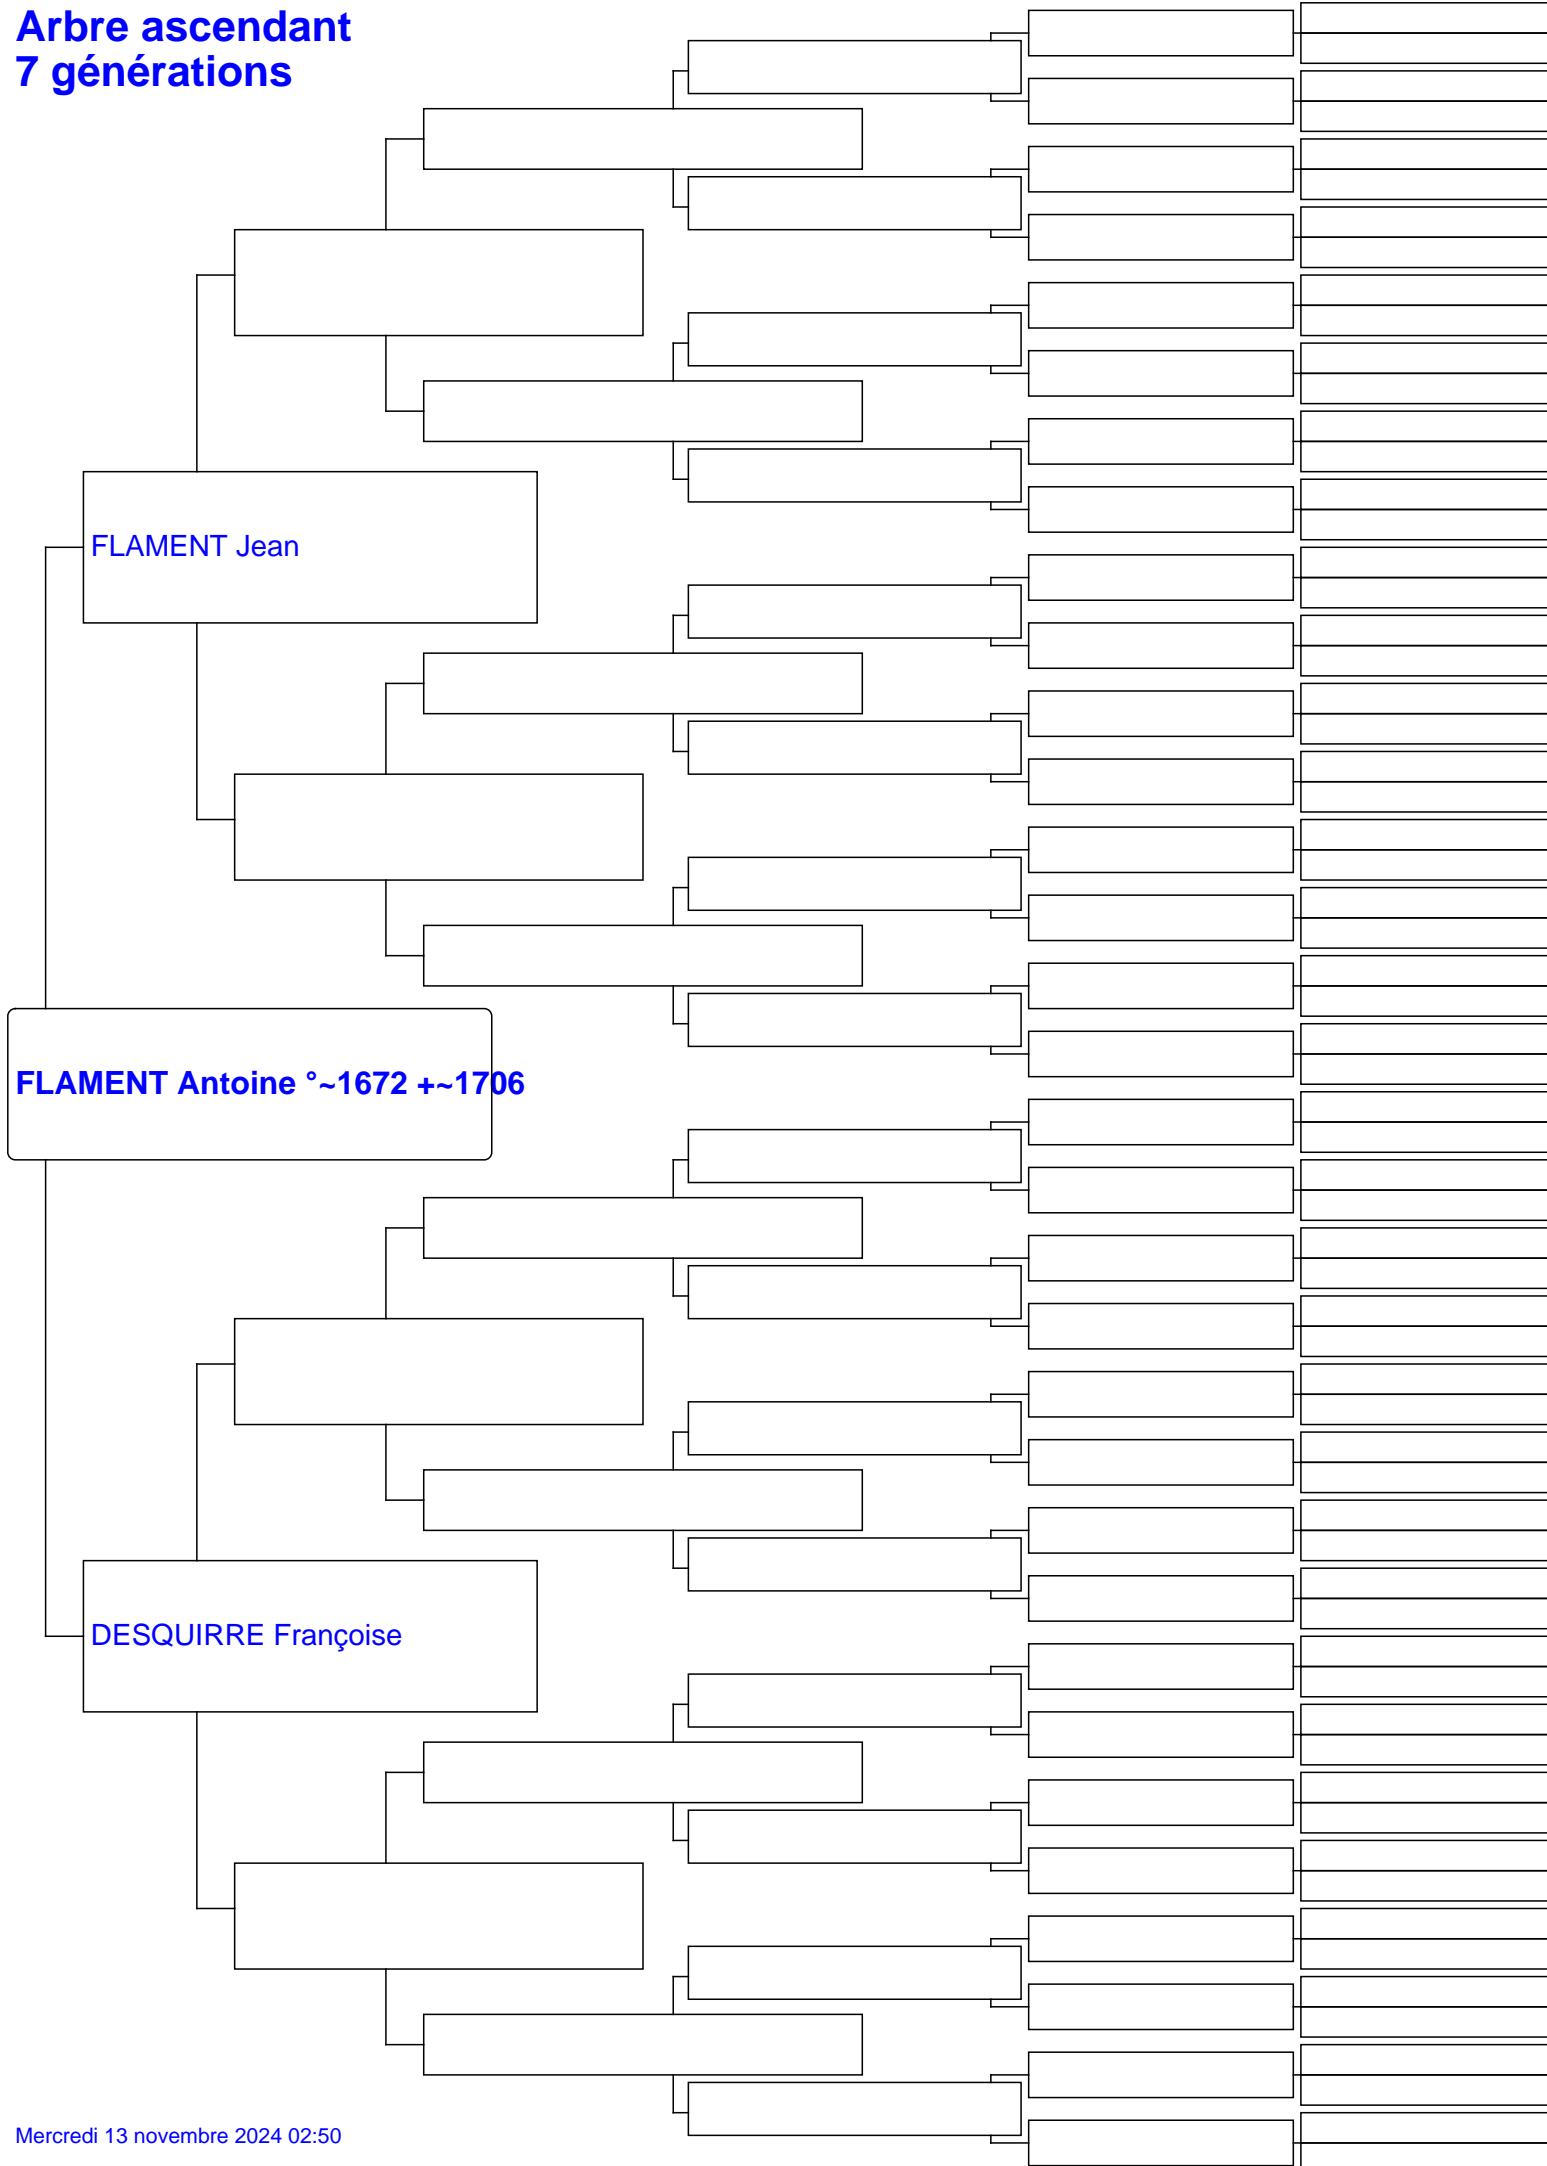 Arbre ascendant
7 générations
FLAMENT Jean
FLAMENT Antoine °~1672 +~1706
DESQUIRRE Françoise
Mercredi 13 novembre 2024 02:50